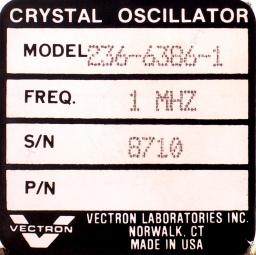 CRYSTAL OSCILLATOR
MODEL 236-6386-1
FREQ. 1 MHZ
S/N 8710
P/N
VECTRON
VECTRON LABORATORIES INC.
NORWALK, CT
MADE IN USA